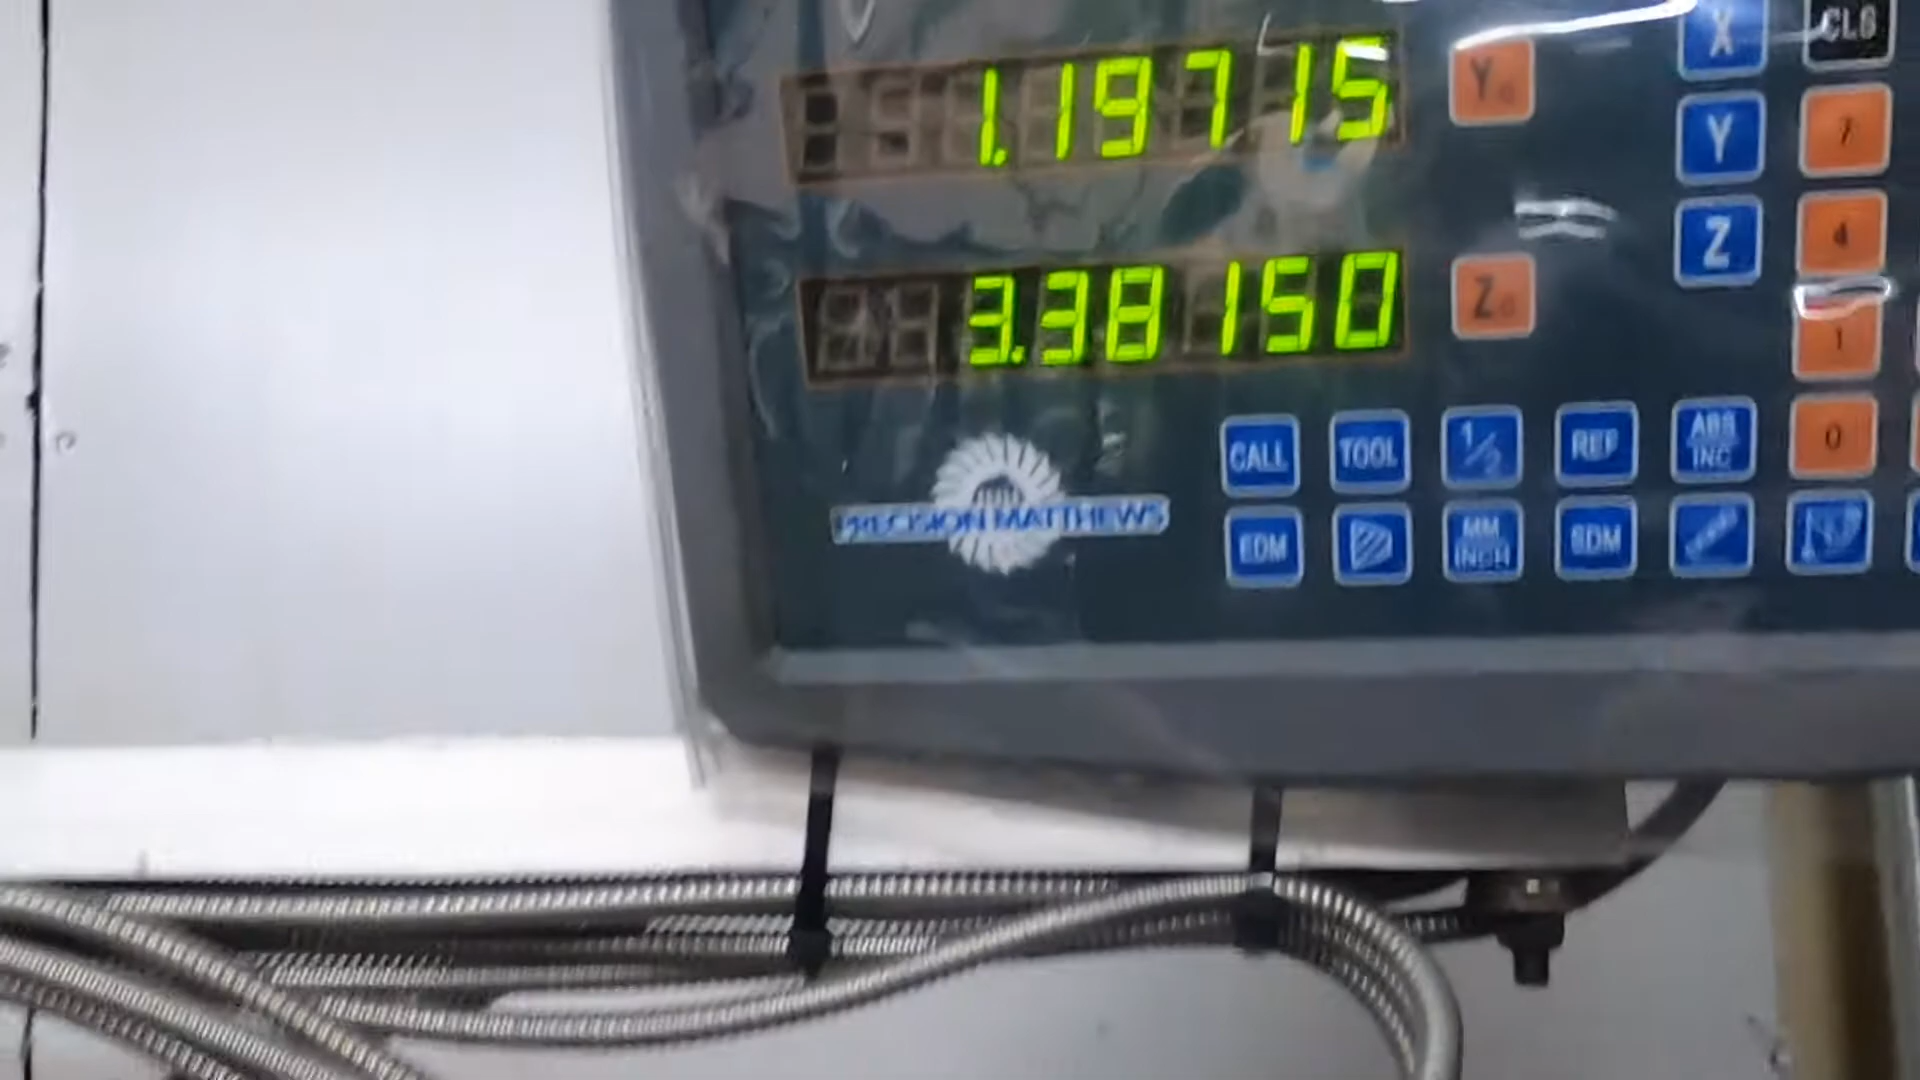 1.19715 Y₀ X CLS
Y 7
Z 4
3.38150 Z₀ 1
CALL TOOL 1/2 REF ABS INC 0
PRECISION MATTHEWS
EDM MM INCH SDM